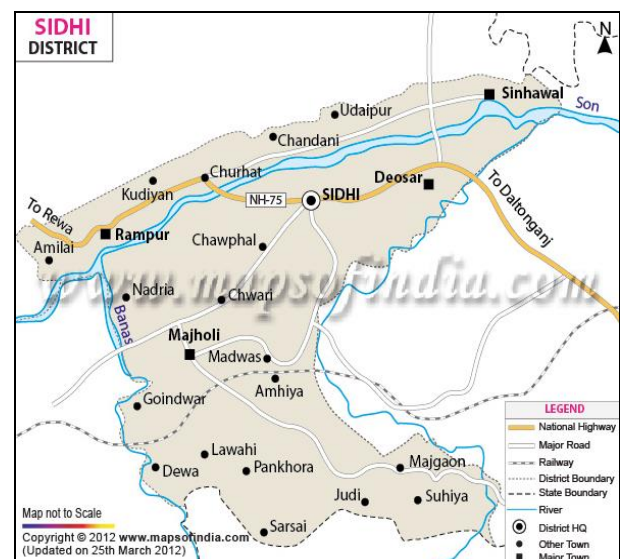 SIDHI
DISTRICT
N
Sinhawal
Son
Udaipur
Chandani
Churhat
Kudiyan
NH-75
SIDHI
Deosar
To Daltonganj
To Rewa
Rampur
Amilai
Chawphal
www.mapsofindia.com
Nadria
Chwari
Banas
Majholi
Madwas
Amhiya
Goindwar
Lawahi
Dewa
Pankhora
Majgaon
Judi
Suhiya
Sarsai
LEGEND
National Highway
Major Road
Railway
District Boundary
State Boundary
River
District HQ
Other Town
Major Town
Map not to Scale
Copyright © 2012 www.mapsofindia.com
(Updated on 25th March 2012)